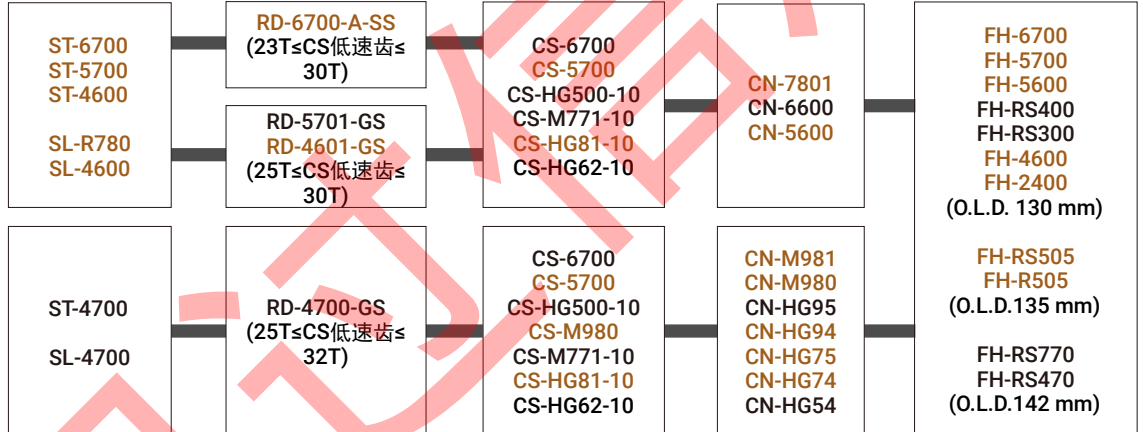 ST-6700
ST-5700
ST-4600
SL-R780
SL-4600
RD-6700-A-SS
(23T≤CS低速齿≤
30T)
RD-5701-GS
RD-4601-GS
(25T≤CS低速齿≤
30T)
CS-6700
CS-5700
CS-HG500-10
CS-M771-10
CS-HG81-10
CS-HG62-10
CN-7801
CN-6600
CN-5600
FH-6700
FH-5700
FH-5600
FH-RS400
FH-RS300
FH-4600
FH-2400
(O.L.D. 130 mm)
FH-RS505
FH-R505
(O.L.D.135 mm)
FH-RS770
FH-RS470
(O.L.D.142 mm)
ST-4700
SL-4700
RD-4700-GS
(25T≤CS低速齿≤
32T)
CS-6700
CS-5700
CS-HG500-10
CS-M980
CS-M771-10
CS-HG81-10
CS-HG62-10
CN-M981
CN-M980
CN-HG95
CN-HG94
CN-HG75
CN-HG74
CN-HG54